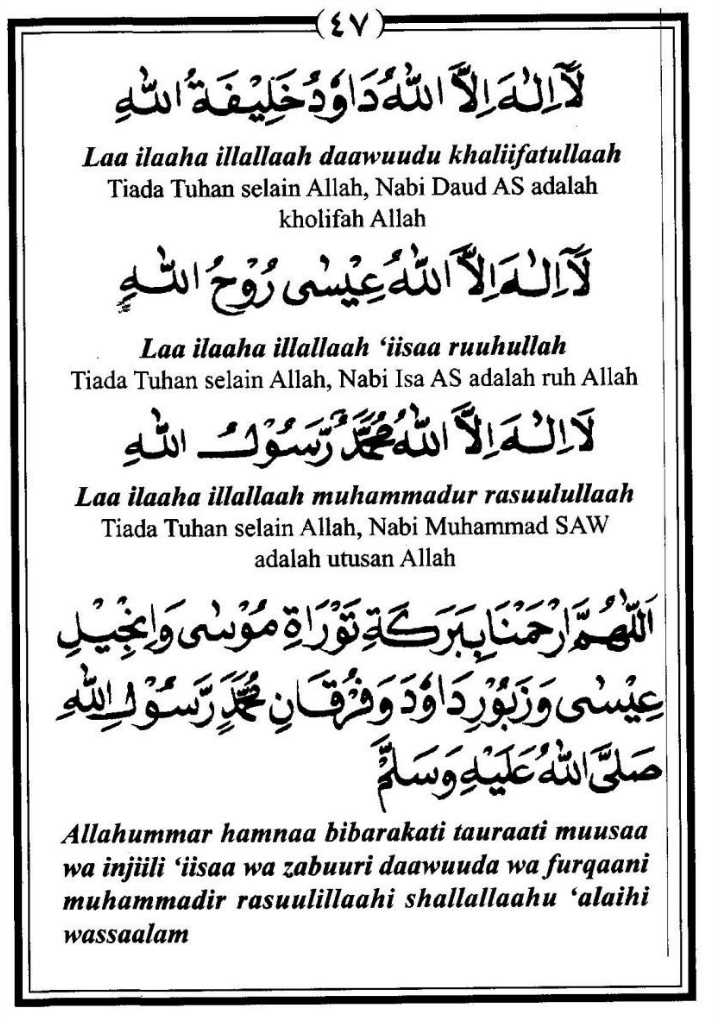 (٤٧)
لَآ اِلٰهَ اِلَّا اللّٰهُ دَاوٗدُ خَلِيْفَةُ اللّٰهِ
Laa ilaaha illallaah daawuudu khaliifatullaah
Tiada Tuhan selain Allah, Nabi Daud AS adalah
kholifah Allah
لَآ اِلٰهَ اِلَّا اللّٰهُ عِيْسٰى رُوْحُ اللّٰهِ
Laa ilaaha illallaah ‘iisaa ruuhullah
Tiada Tuhan selain Allah, Nabi Isa AS adalah ruh Allah
لَا اِلٰهَ اِلَّا اللّٰهُ مُحَمَّدٌ رَّسُوْلُ اللّٰهِ
Laa ilaaha illallaah muhammadur rasuulullaah
Tiada Tuhan selain Allah, Nabi Muhammad SAW
adalah utusan Allah
اَللّٰهُمَّ ارْحَمْنَا بِبَرَكَةِ تَوْرَاةِ مُوْسٰى وَاِنْجِيْلِ
عِيْسٰى وَزَبُوْرِ دَاوٗدَ وَفُرْقَانِ مُحَمَّدٍ رَّسُوْلِ اللّٰهِ
صَلَّى اللّٰهُ عَلَيْهِ وَسَلَّمَ
Allahummar hamnaa bibarakati tauraati muusaa
wa injiili ‘iisaa wa zabuuri daawuuda wa furqaani
muhammadir rasuulillaahi shallallaahu ‘alaihi
wassaalam